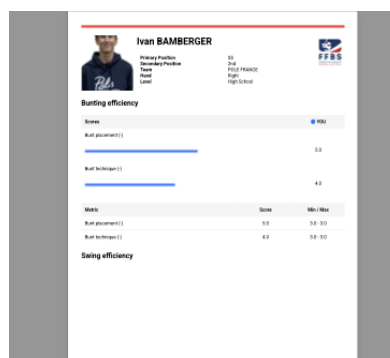 Ivan BAMBERGER
Primary Position SS
Secondary Position 2nd
Team POLE FRANCE
Hand Right
Level High School
FFBS
Bunting efficiency
Scores YOU
Bunt placement (-)
5.0
Bunt technique (-)
4.0
Metric Score Min / Max
Bunt placement (-) 5.0 5.0 - 3.0
Bunt technique (-) 4.0 5.0 - 3.0
Swing efficiency